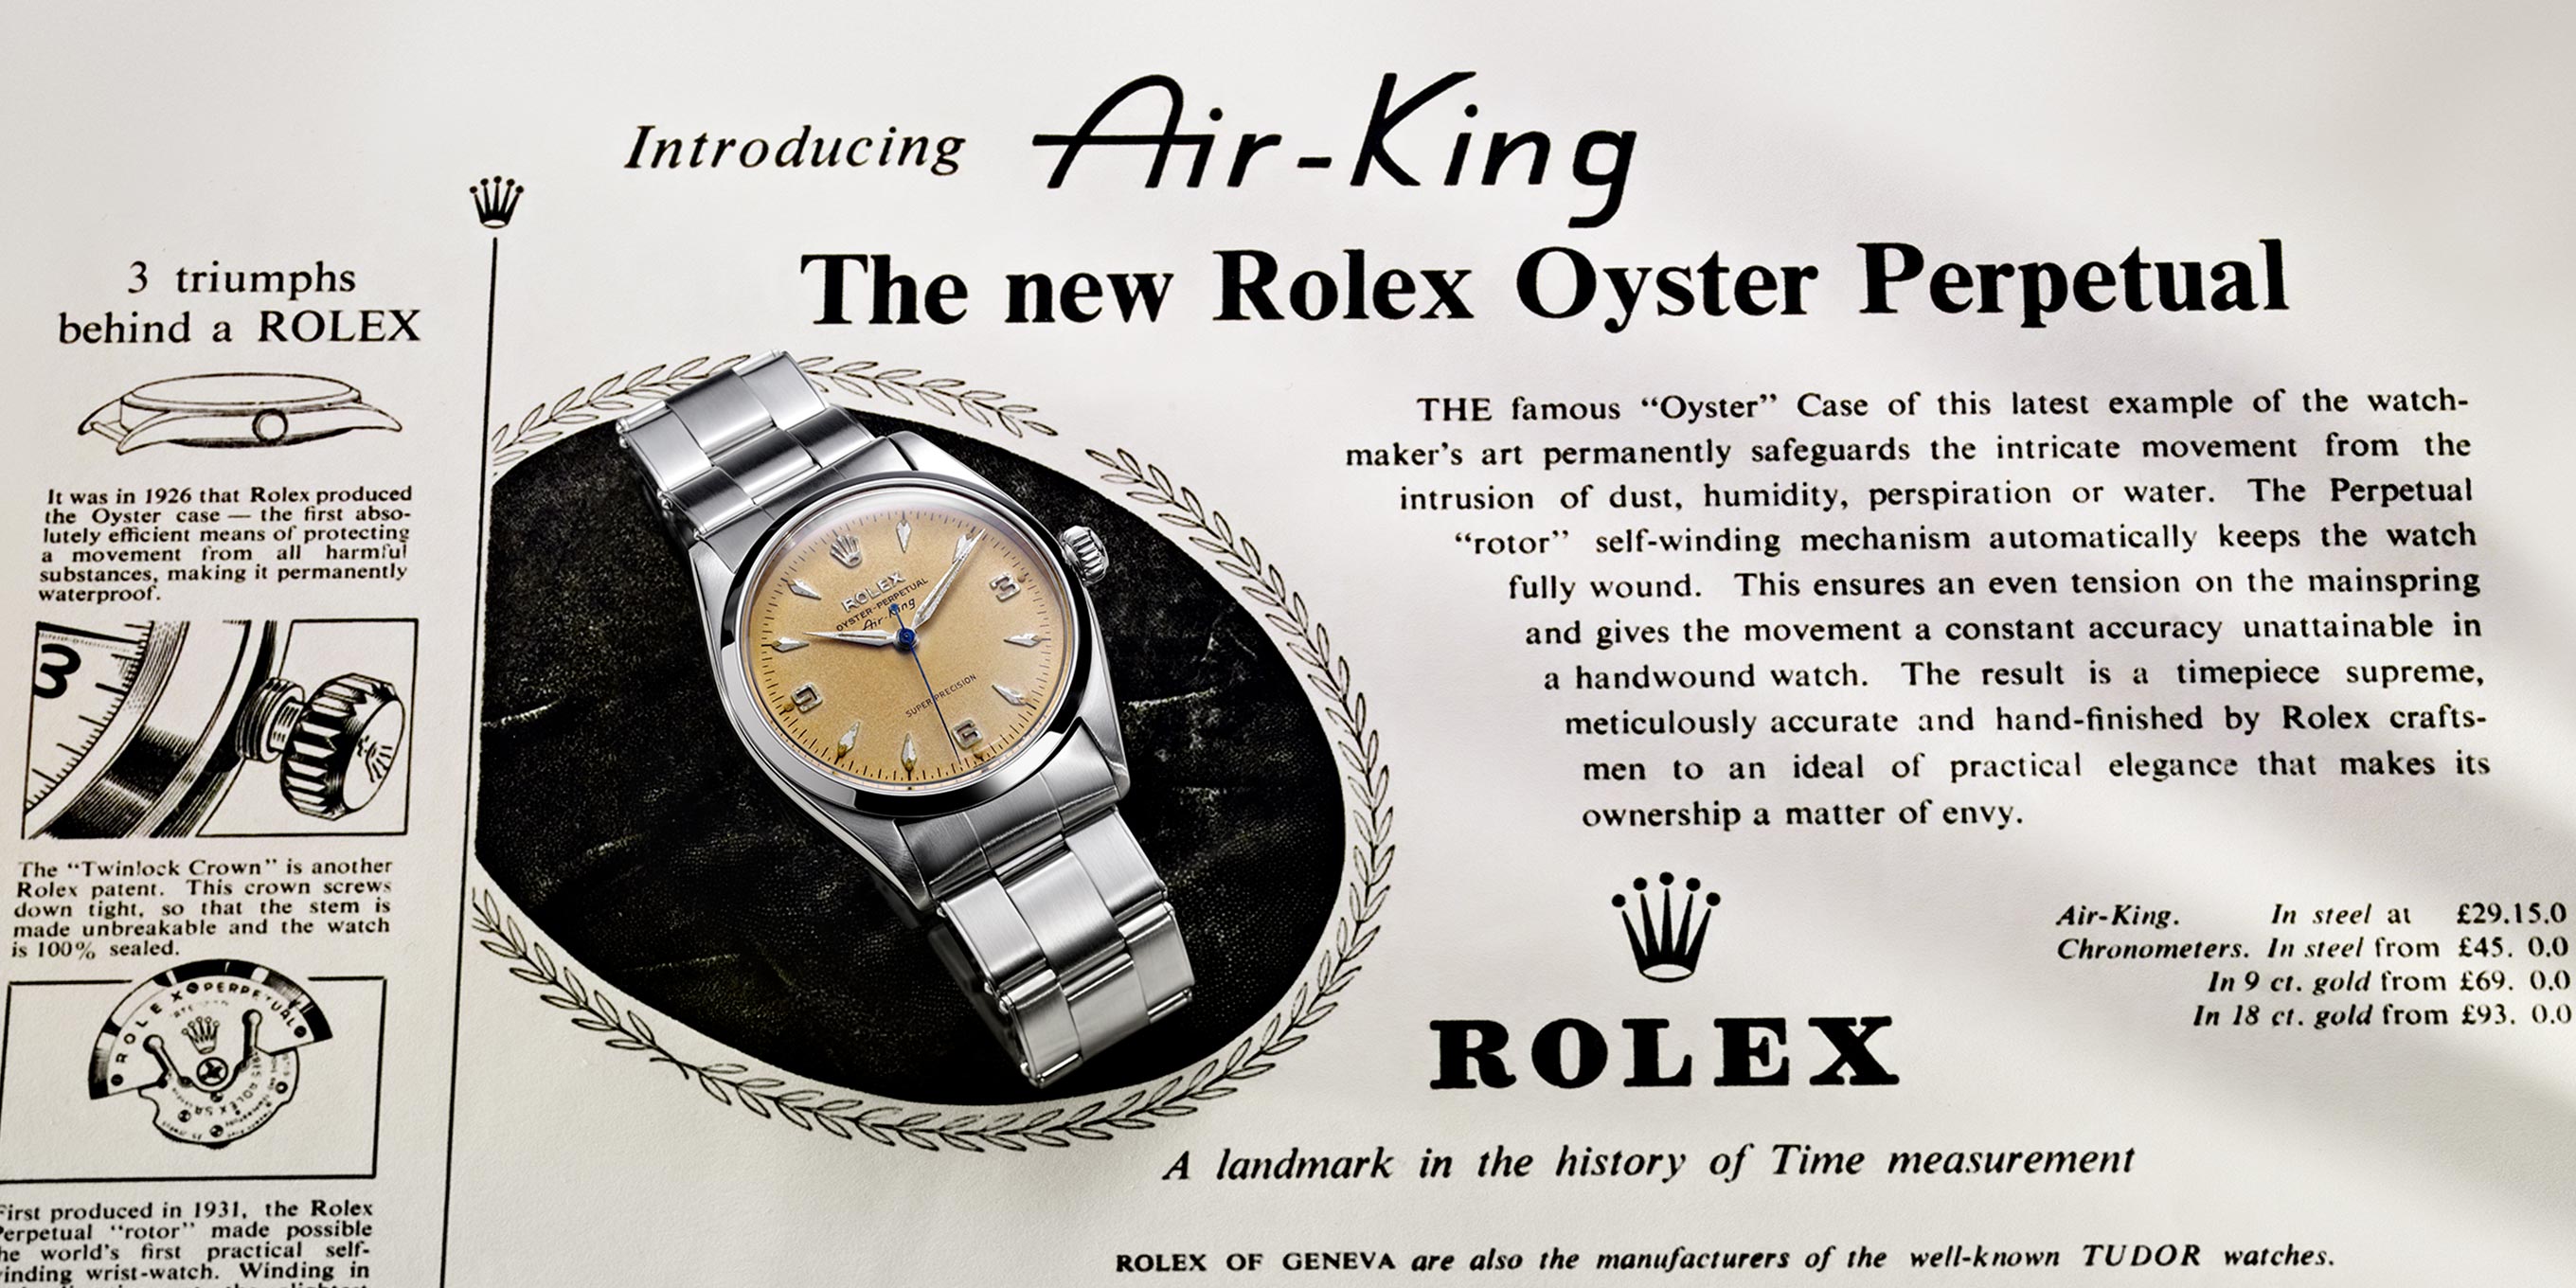 Introducing Air-King
The new Rolex Oyster Perpetual
3 triumphs
behind a ROLEX
It was in 1926 that Rolex produced
the Oyster case — the first abso-
lutely efficient means of protecting
a movement from all harmful
substances, making it permanently
waterproof.
3
The “Twinlock Crown” is another
Rolex patent. This crown screws
down tight, so that the stem is
made unbreakable and the watch
is 100% sealed.
ROLEX PERPETUAL
First produced in 1931, the Rolex
Perpetual “rotor” made possible
the world's first practical self-
winding wrist-watch. Winding in
ROLEX
OYSTER-PERPETUAL
Air-King
3
9
6
SUPER PRECISION
THE famous “Oyster” Case of this latest example of the watch-
maker's art permanently safeguards the intricate movement from the
intrusion of dust, humidity, perspiration or water. The Perpetual
“rotor” self-winding mechanism automatically keeps the watch
fully wound. This ensures an even tension on the mainspring
and gives the movement a constant accuracy unattainable in
a handwound watch. The result is a timepiece supreme,
meticulously accurate and hand-finished by Rolex crafts-
men to an ideal of practical elegance that makes its
ownership a matter of envy.
Air-King. In steel at £29.15.0
Chronometers. In steel from £45. 0.0
In 9 ct. gold from £69. 0.0
In 18 ct. gold from £93. 0.0
ROLEX
A landmark in the history of Time measurement
ROLEX OF GENEVA are also the manufacturers of the well-known TUDOR watches.